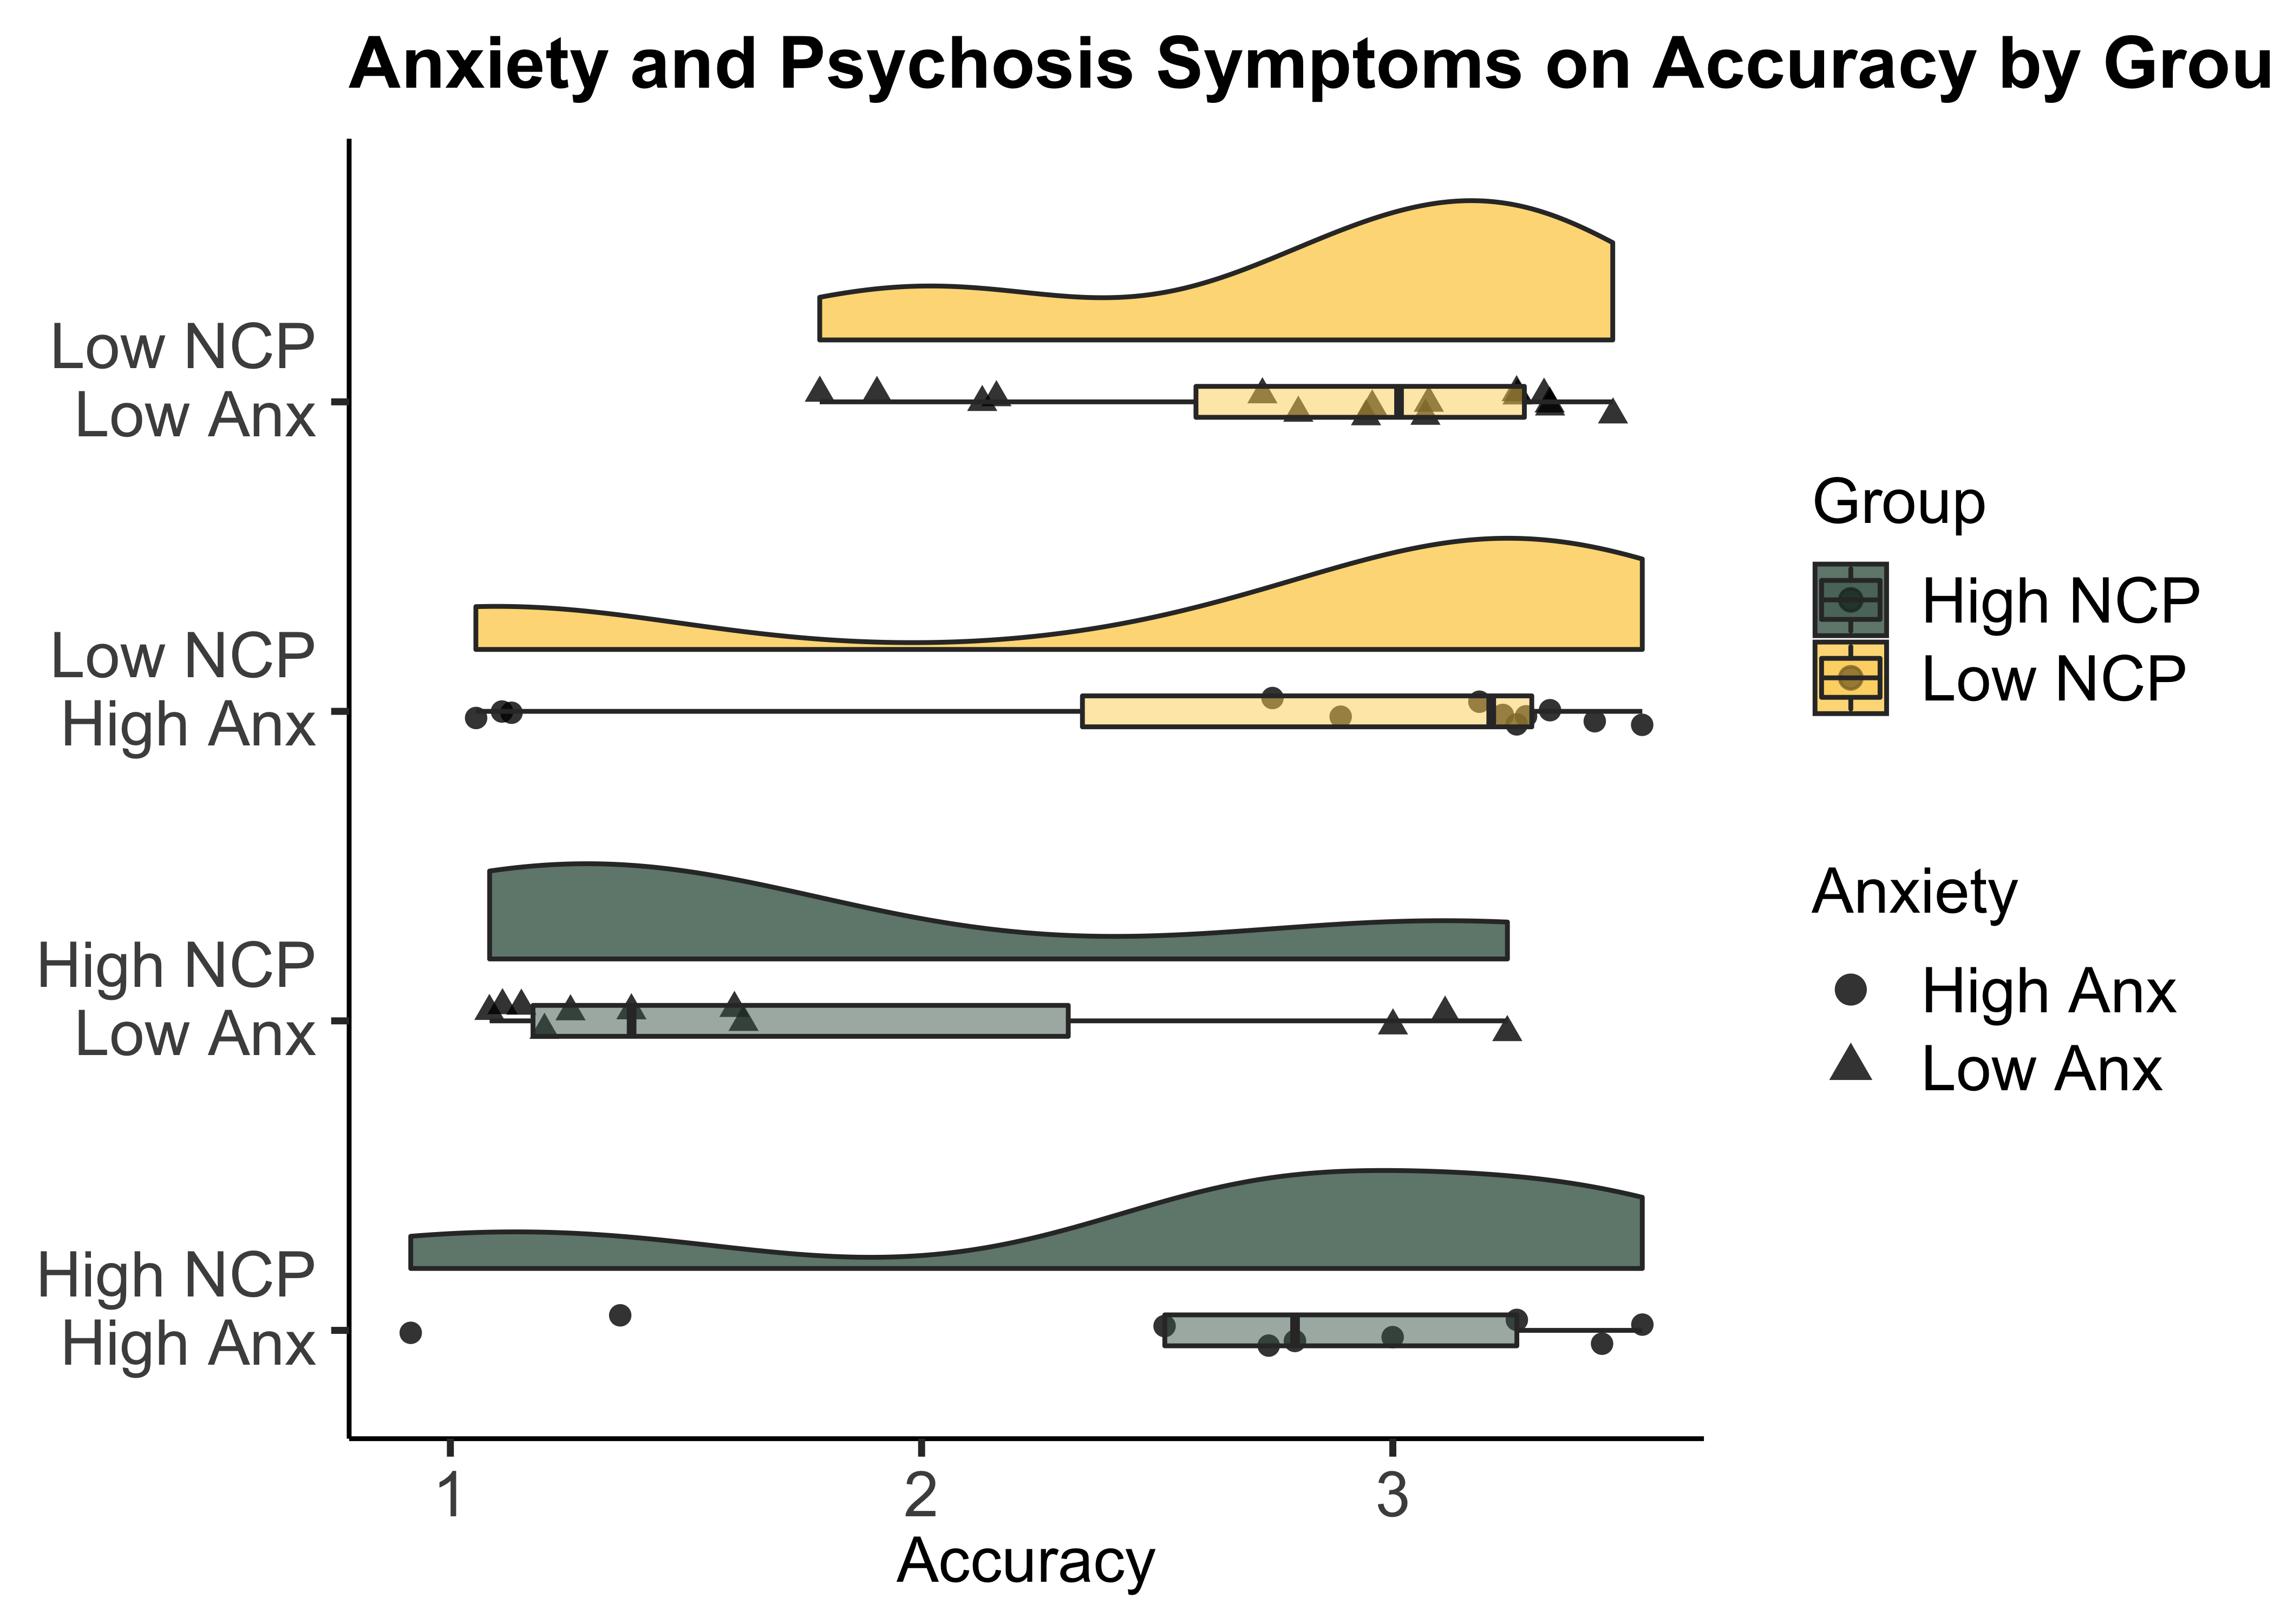 Anxiety and Psychosis Symptoms on Accuracy by Grou
Low NCP
Low Anx
Low NCP
High Anx
High NCP
Low Anx
High NCP
High Anx
1
2
3
Accuracy
Group
High NCP
Low NCP
Anxiety
High Anx
Low Anx